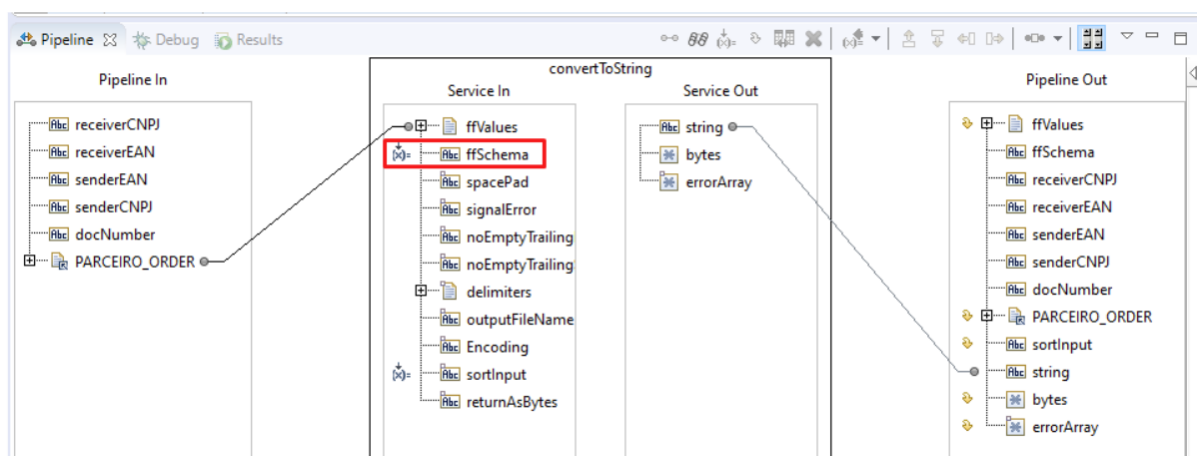 Pipeline Debug Results
convertToString
Pipeline In
receiverCNPJ
receiverEAN
senderEAN
senderCNPJ
docNumber
PARCEIRO_ORDER
Service In
ffValues
ffSchema
spacePad
signalError
noEmptyTrailing
noEmptyTrailing
delimiters
outputFileName
Encoding
sortInput
returnAsBytes
Service Out
string
bytes
errorArray
Pipeline Out
ffValues
ffSchema
receiverCNPJ
receiverEAN
senderEAN
senderCNPJ
docNumber
PARCEIRO_ORDER
sortInput
string
bytes
errorArray